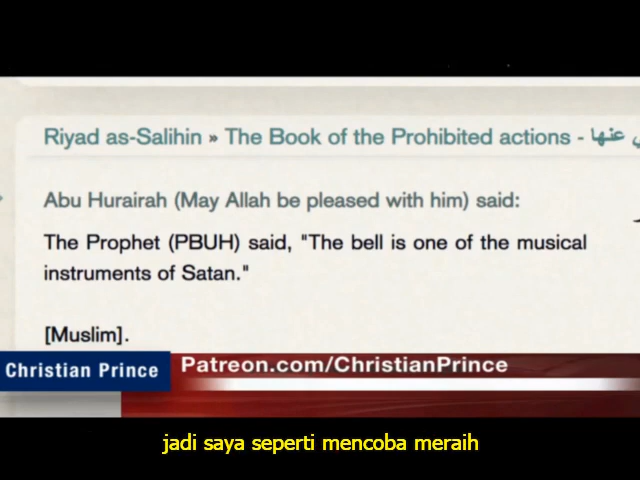 Riyad as-Salihin » The Book of the Prohibited actions - عنها
Abu Hurairah (May Allah be pleased with him) said:
The Prophet (PBUH) said, "The bell is one of the musical
instruments of Satan."
[Muslim].
Christian Prince
Patreon.com/ChristianPrince
jadi saya seperti mencoba meraih